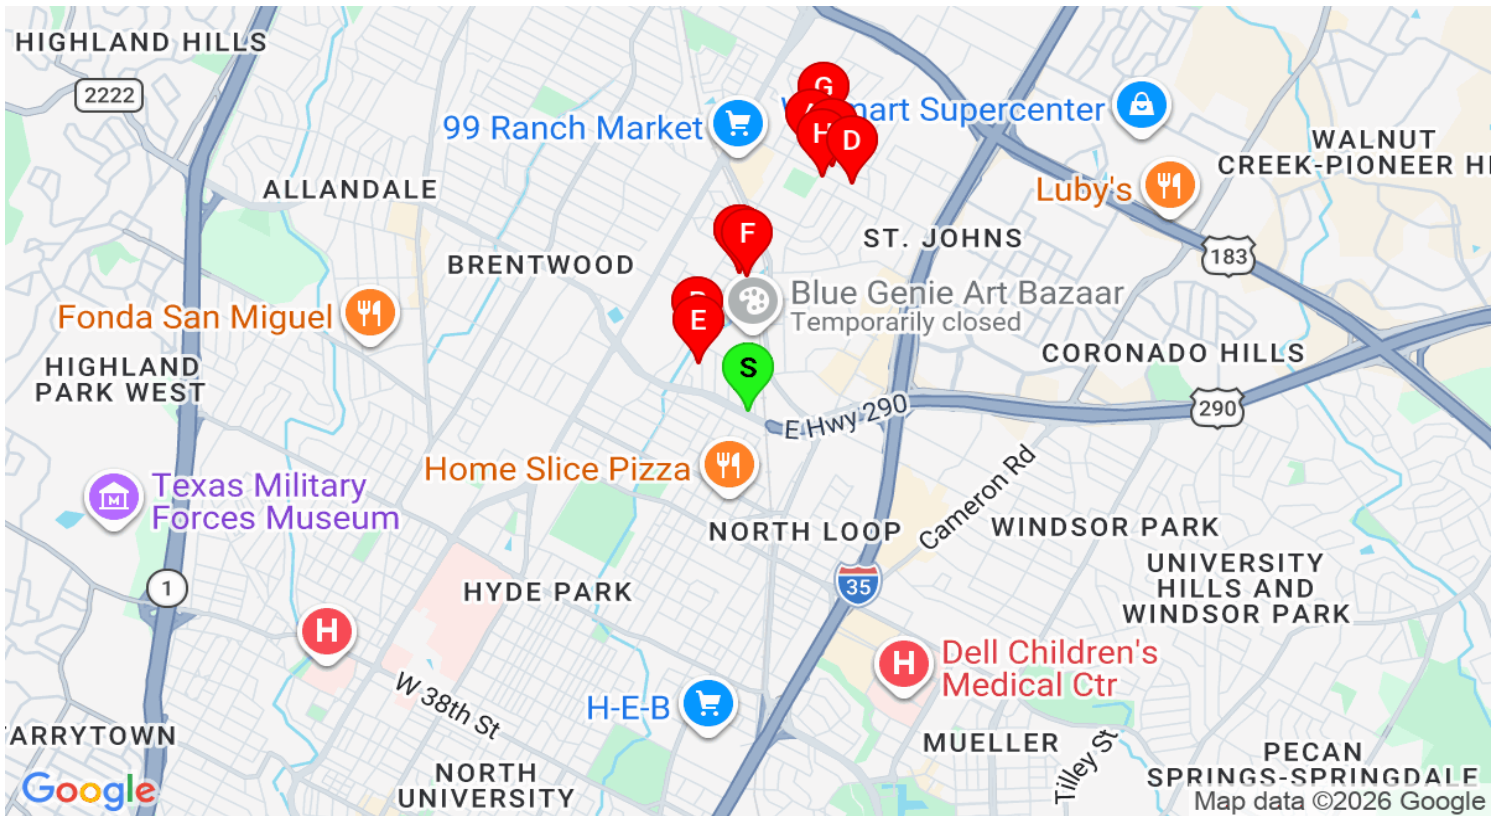 HIGHLAND HILLS
2222
99 Ranch Market
G
H
D
Supercenter
WALNUT
CREEK-PIONEER
ALLANDALE
Luby's
F
ST. JOHNS
183
BRENTWOOD
Blue Genie Art Bazaar
Temporarily closed
Fonda San Miguel
E
HIGHLAND
PARK WEST
S
CORONADO HILLS
E Hwy 290
290
Home Slice Pizza
Texas Military
Forces Museum
M
NORTH LOOP
Cameron Rd
WINDSOR PARK
1
HYDE PARK
35
UNIVERSITY
HILLS AND
WINDSOR PARK
H
H
Dell Children's
Medical Ctr
W 38th St
H-E-B
TARRYTOWN
MUELLER
Tilley St
PECAN
SPRINGS-SPRINGDALE
NORTH
UNIVERSITY
Google
Map data ©2026 Google